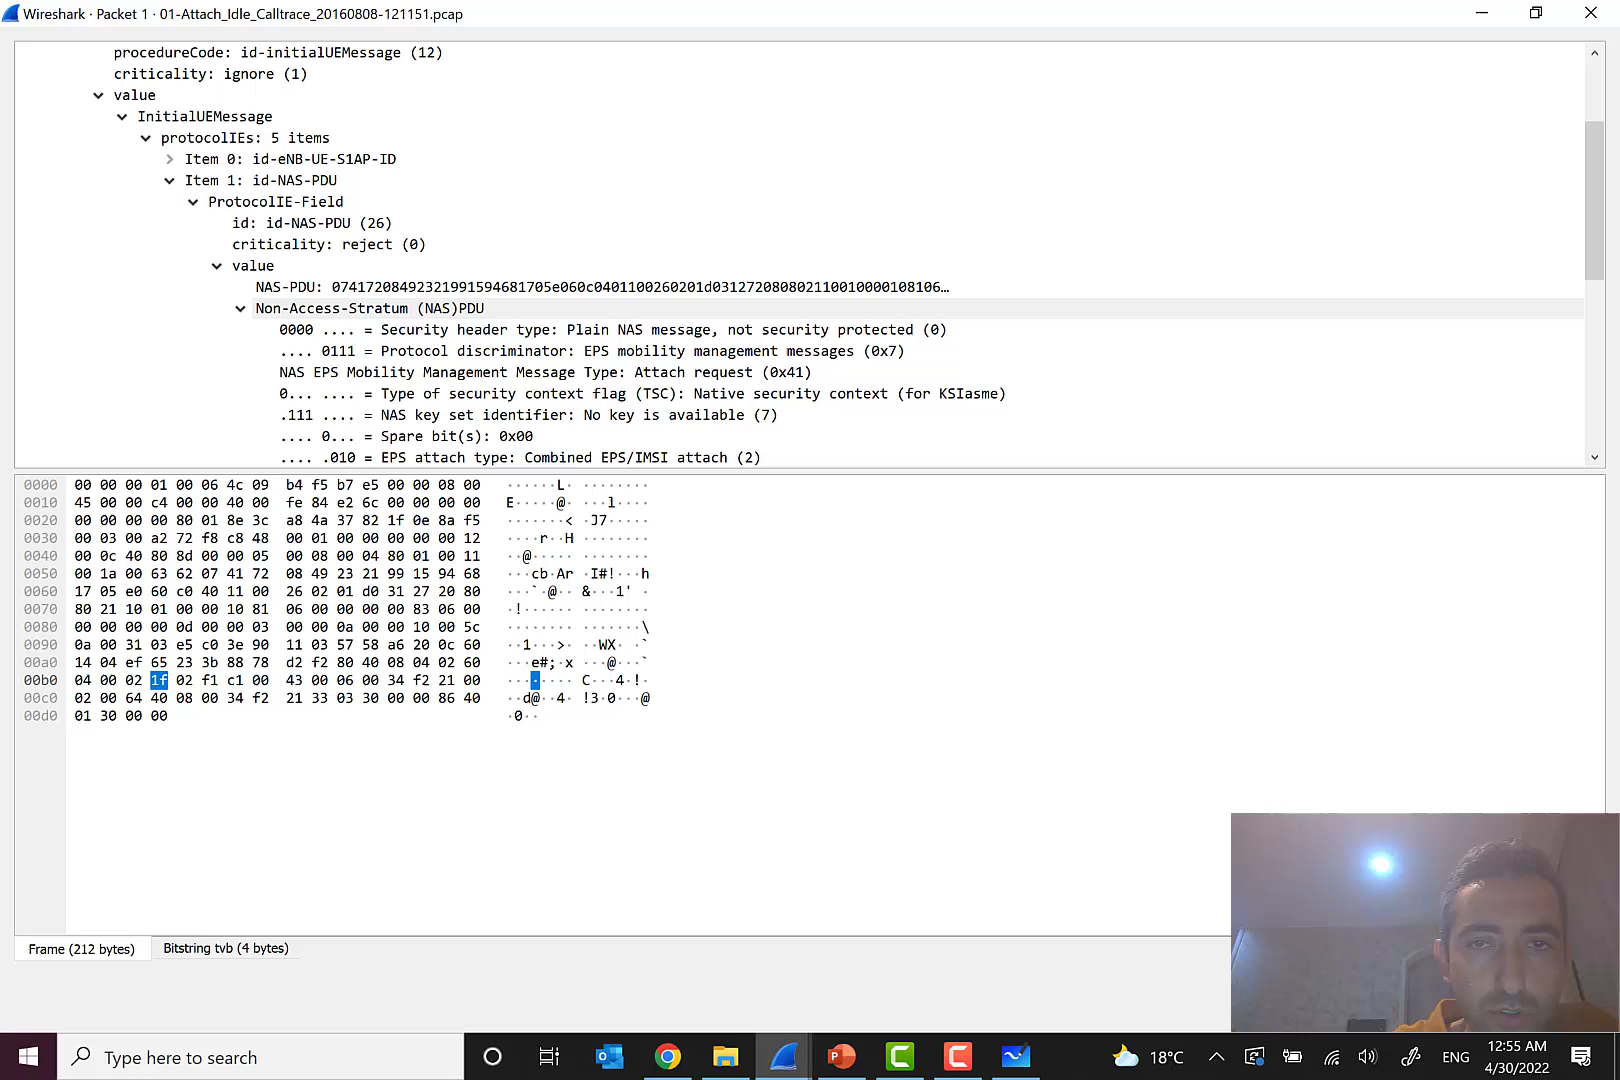 Wireshark · Packet 1 · 01-Attach_Idle_Calltrace_20160808-121151.pcap
procedureCode: id-initialUEMessage (12)
criticality: ignore (1)
value
InitialUEMessage
protocolIEs: 5 items
Item 0: id-eNB-UE-S1AP-ID
Item 1: id-NAS-PDU
ProtocolIE-Field
id: id-NAS-PDU (26)
criticality: reject (0)
value
NAS-PDU: 07417208492321991594681705e060c0401100260201d0312720808021100100001081​06…
Non-Access-Stratum (NAS)PDU
0000 .... = Security header type: Plain NAS message, not security protected (0)
.... 0111 = Protocol discriminator: EPS mobility management messages (0x7)
NAS EPS Mobility Management Message Type: Attach request (0x41)
0... .... = Type of security context flag (TSC): Native security context (for KSIasme)
.111 .... = NAS key set identifier: No key is available (7)
.... 0... = Spare bit(s): 0x00
.... .010 = EPS attach type: Combined EPS/IMSI attach (2)
0000 00 00 00 01 00 06 4c 09 b4 f5 b7 e5 00 00 08 00 ······L· ········
0010 45 00 00 c4 00 00 40 00 fe 84 e2 6c 00 00 00 00 E·····@· ···l····
0020 00 00 00 00 80 01 8e 3c a8 4a 37 82 1f 0e 8a f5 ·······< ·J7·····
0030 00 03 00 a2 72 f8 c8 48 00 01 00 00 00 00 00 12 ····r··H ········
0040 00 0c 40 80 8d 00 00 05 00 08 00 04 80 01 00 11 ··@····· ········
0050 00 1a 00 63 62 07 41 72 08 49 23 21 99 15 94 68 ···cb·Ar ·I#!···h
0060 17 05 e0 60 c0 40 11 00 26 02 01 d0 31 27 20 80 ···`·@·· &···1' ·
0070 80 21 10 01 00 00 10 81 06 00 00 00 00 83 06 00 ·!······ ········
0080 00 00 00 00 0d 00 00 03 00 00 0a 00 00 10 00 5c ········ ·······\
0090 0a 00 31 03 e5 c0 3e 90 11 03 57 58 a6 20 0c 60 ··1···>· ··WX· ·`
00a0 14 04 ef 65 23 3b 88 78 d2 f2 80 40 08 04 02 60 ···e#;·x ···@···`
00b0 04 00 02 1f 02 f1 c1 00 43 00 06 00 34 f2 21 00 ········ C···4·!·
00c0 02 00 64 40 08 00 34 f2 21 33 03 30 00 00 86 40 ··d@··4· !3·0···@
00d0 01 30 00 00 ·0··
Frame (212 bytes) Bitstring tvb (4 bytes)
Type here to search
18°C
ENG
12:55 AM
4/30/2022